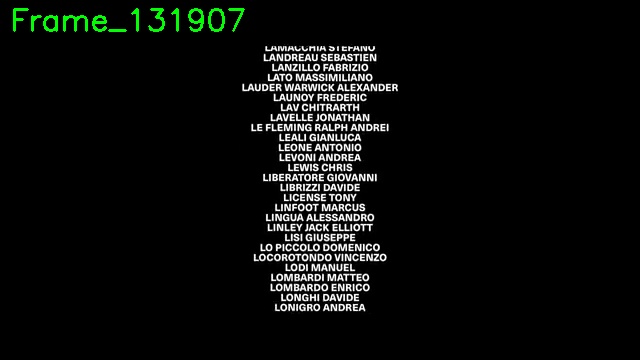 Frame_131907
LAMACCHIA STEFANO
LANDREAU SEBASTIEN
LANZILLO FABRIZIO
LATO MASSIMILIANO
LAUDER WARWICK ALEXANDER
LAUNOY FREDERIC
LAV CHITRARTH
LAVELLE JONATHAN
LE FLEMING RALPH ANDREI
LEALI GIANLUCA
LEONE ANTONIO
LEVONI ANDREA
LEWIS CHRIS
LIBERATORE GIOVANNI
LIBRIZZI DAVIDE
LICENSE TONY
LINFOOT MARCUS
LINGUA ALESSANDRO
LINLEY JACK ELLIOTT
LISI GIUSEPPE
LO PICCOLO DOMENICO
LOCOROTONDO VINCENZO
LODI MANUEL
LOMBARDI MATTEO
LOMBARDO ENRICO
LONGHI DAVIDE
LONIGRO ANDREA